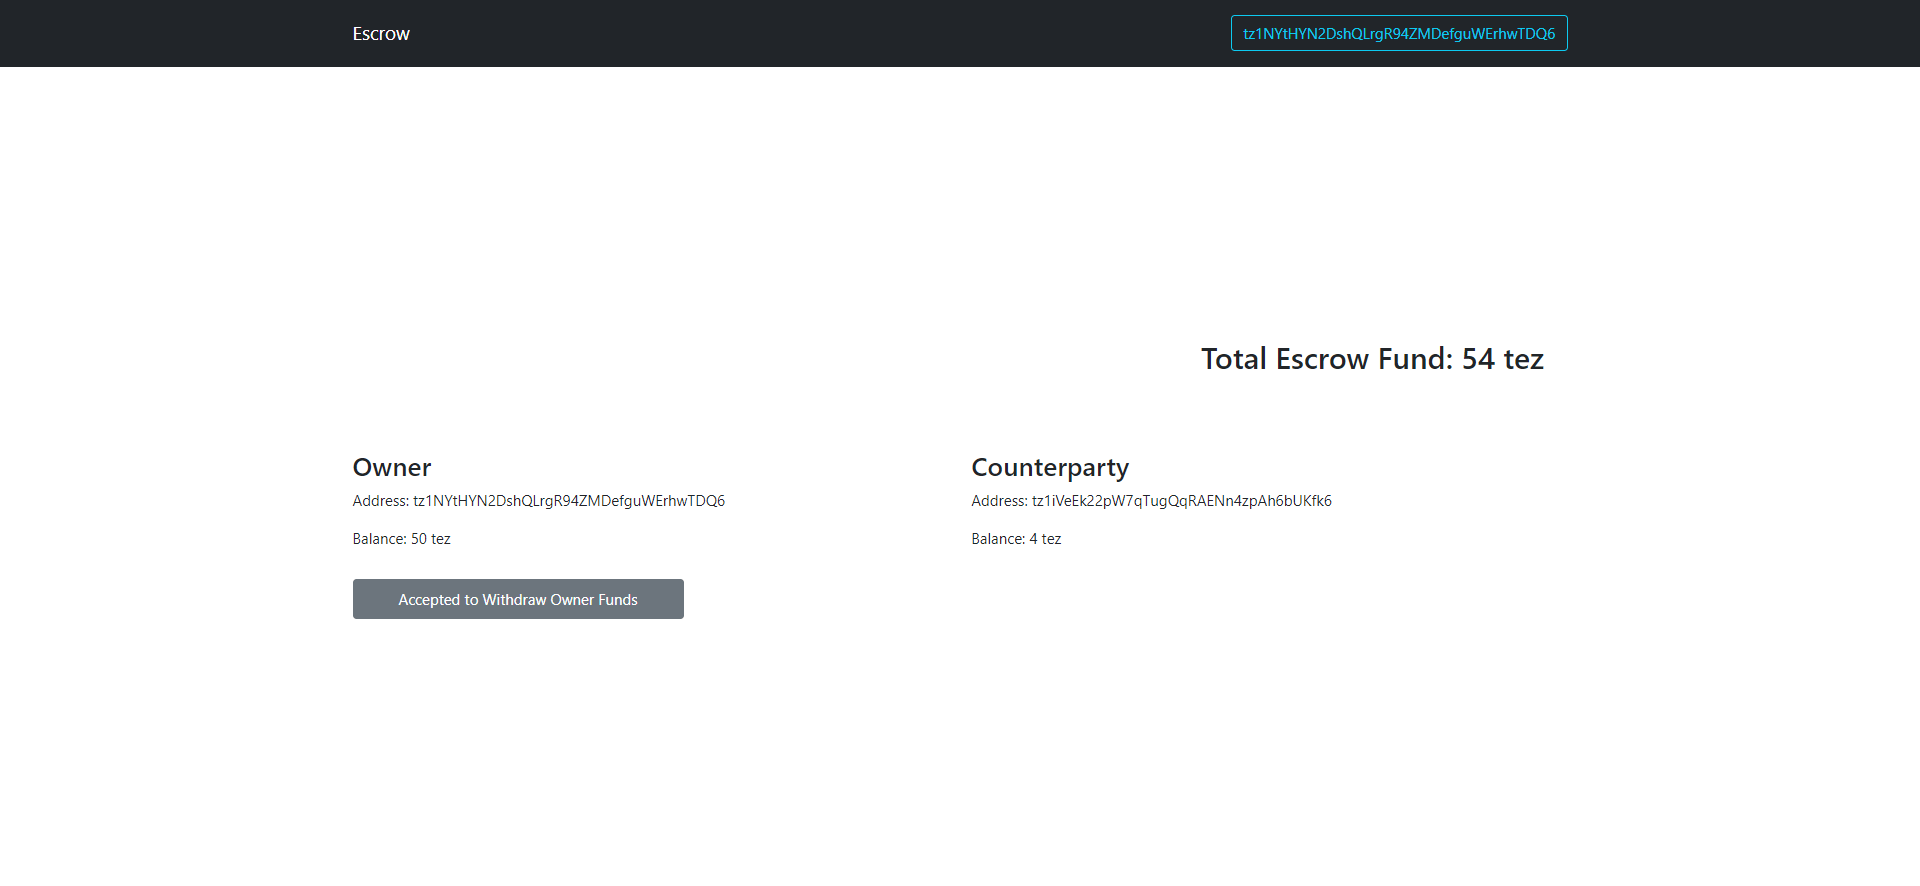 Escrow
tz1NYtHYN2DshQLrgR94ZMDefguWErhwTDQ6
Total Escrow Fund: 54 tez
Owner
Address: tz1NYtHYN2DshQLrgR94ZMDefguWErhwTDQ6
Balance: 50 tez
Accepted to Withdraw Owner Funds
Counterparty
Address: tz1iVeEk22pW7qTugQqRAENn4zpAh6bUKfk6
Balance: 4 tez